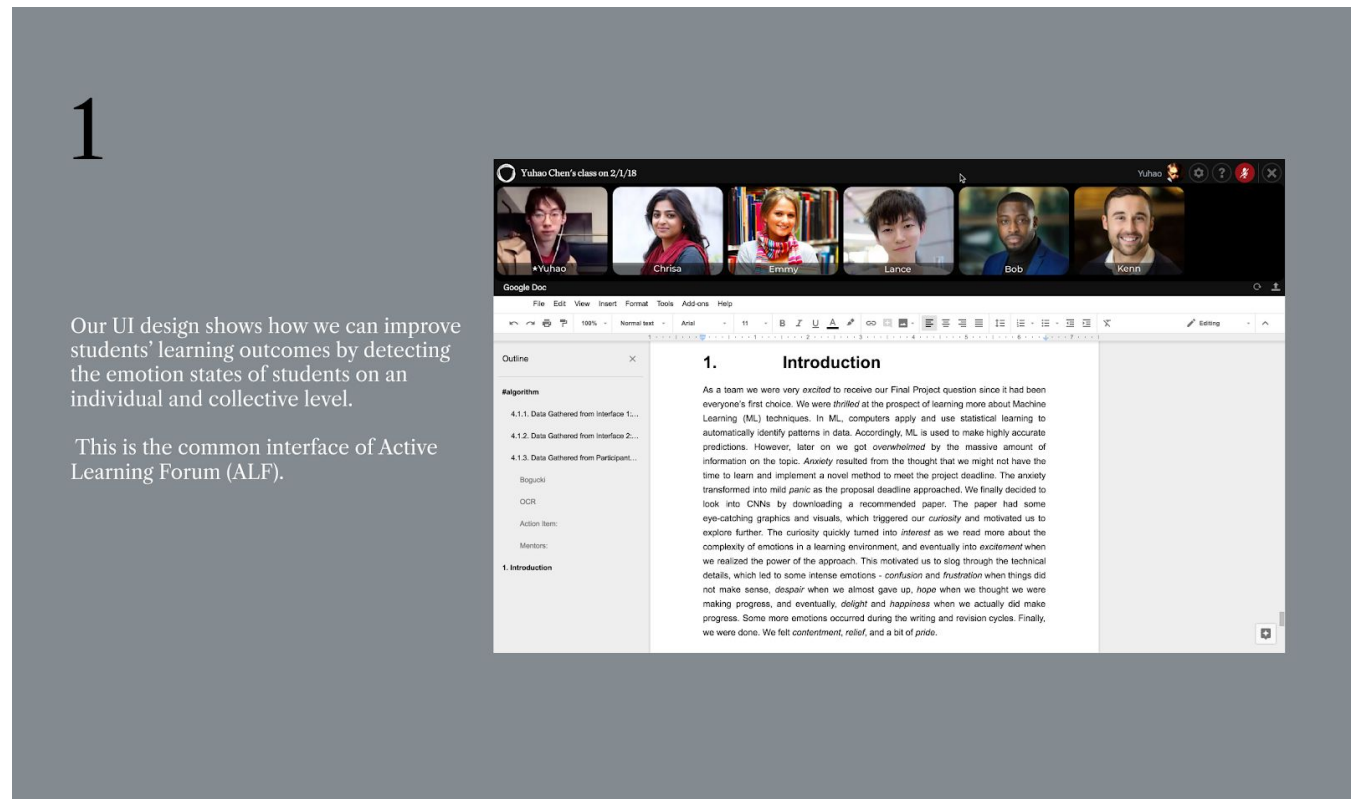 1
Our UI design shows how we can improve
students' learning outcomes by detecting
the emotion states of students on an
individual and collective level.
This is the common interface of Active
Learning Forum (ALF).
Yuhao Chen's class on 2/1/18
Yuhao
?
★Yuhao
Chrisa
Emmy
Lance
Bob
Kenn
Google Doc
File Edit View Insert Format Tools Add-ons Help
100% Normal text Arial 11 B I U A Editing
1 1 2 3 4 5 6 7
Outline
#algorithm
4.1.1. Data Gathered from Interface 1:...
4.1.2. Data Gathered from Interface 2:...
4.1.3. Data Gathered from Participant...
Bogucki
OCR
Action Item:
Mentors:
1. Introduction
1. Introduction
As a team we were very excited to receive our Final Project question since it had been
everyone's first choice. We were thrilled at the prospect of learning more about Machine
Learning (ML) techniques. In ML, computers apply and use statistical learning to
automatically identify patterns in data. Accordingly, ML is used to make highly accurate
predictions. However, later on we got overwhelmed by the massive amount of
information on the topic. Anxiety resulted from the thought that we might not have the
time to learn and implement a novel method to meet the project deadline. The anxiety
transformed into mild panic as the proposal deadline approached. We finally decided to
look into CNNs by downloading a recommended paper. The paper had some
eye-catching graphics and visuals, which triggered our curiosity and motivated us to
explore further. The curiosity quickly turned into interest as we read more about the
complexity of emotions in a learning environment, and eventually into excitement when
we realized the power of the approach. This motivated us to slog through the technical
details, which led to some intense emotions - confusion and frustration when things did
not make sense, despair when we almost gave up, hope when we thought we were
making progress, and eventually, delight and happiness when we actually did make
progress. Some more emotions occurred during the writing and revision cycles. Finally,
we were done. We felt contentment, relief, and a bit of pride.